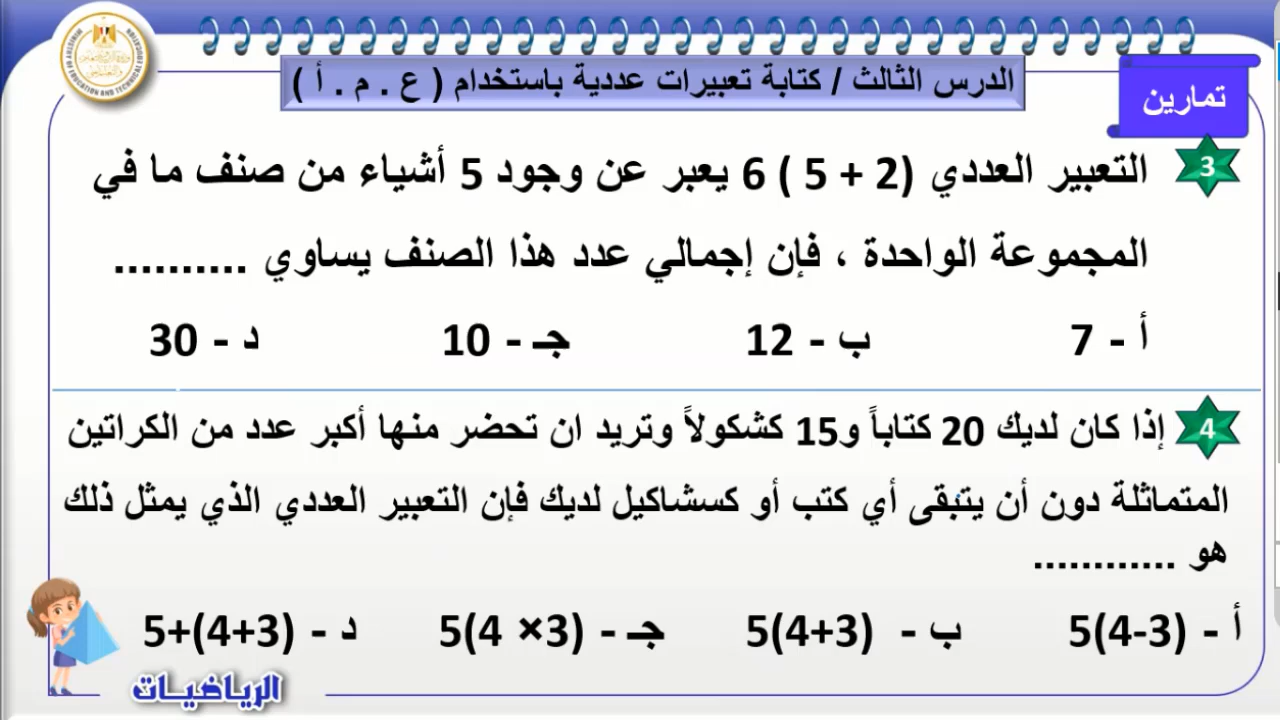 الدرس الثالث / كتابة تعبيرات عددية باستخدام ( ع . م . أ )
تمارين
3 التعبير العددي 6 ( 5 + 2) يعبر عن وجود 5 أشياء من صنف ما في
المجموعة الواحدة ، فإن إجمالي عدد هذا الصنف يساوي ..........
أ - 7 ب - 12 جـ - 10 د - 30
4 إذا كان لديك 20 كتاباً و15 كشكولاً وتريد ان تحضر منها أكبر عدد من الكراتين
المتماثلة دون أن يتبقى أي كتب أو كسشاكيل لديك فإن التعبير العددي الذي يمثل ذلك
هو ............
أ - 5(4-3) ب - 5(4+3) جـ - 5(4 ×3) د - 5+(4+3)
الرياضيات